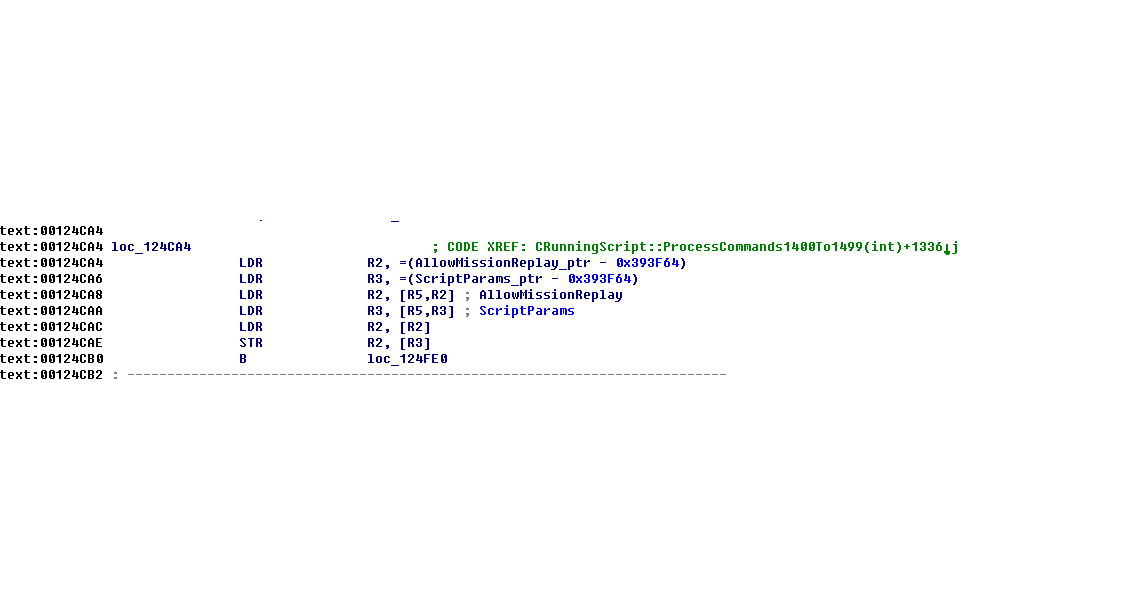 text:00124CA4
text:00124CA4 loc_124CA4 ; CODE XREF: CRunningScript::ProcessCommands1400To1499(int)+1336↓j
text:00124CA4 LDR R2, =(AllowMissionReplay_ptr - 0x393F64)
text:00124CA6 LDR R3, =(ScriptParams_ptr - 0x393F64)
text:00124CA8 LDR R2, [R5,R2] ; AllowMissionReplay
text:00124CAA LDR R3, [R5,R3] ; ScriptParams
text:00124CAC LDR R2, [R2]
text:00124CAE STR R2, [R3]
text:00124CB0 B loc_124FE0
text:00124CB2 ; ---------------------------------------------------------------------------